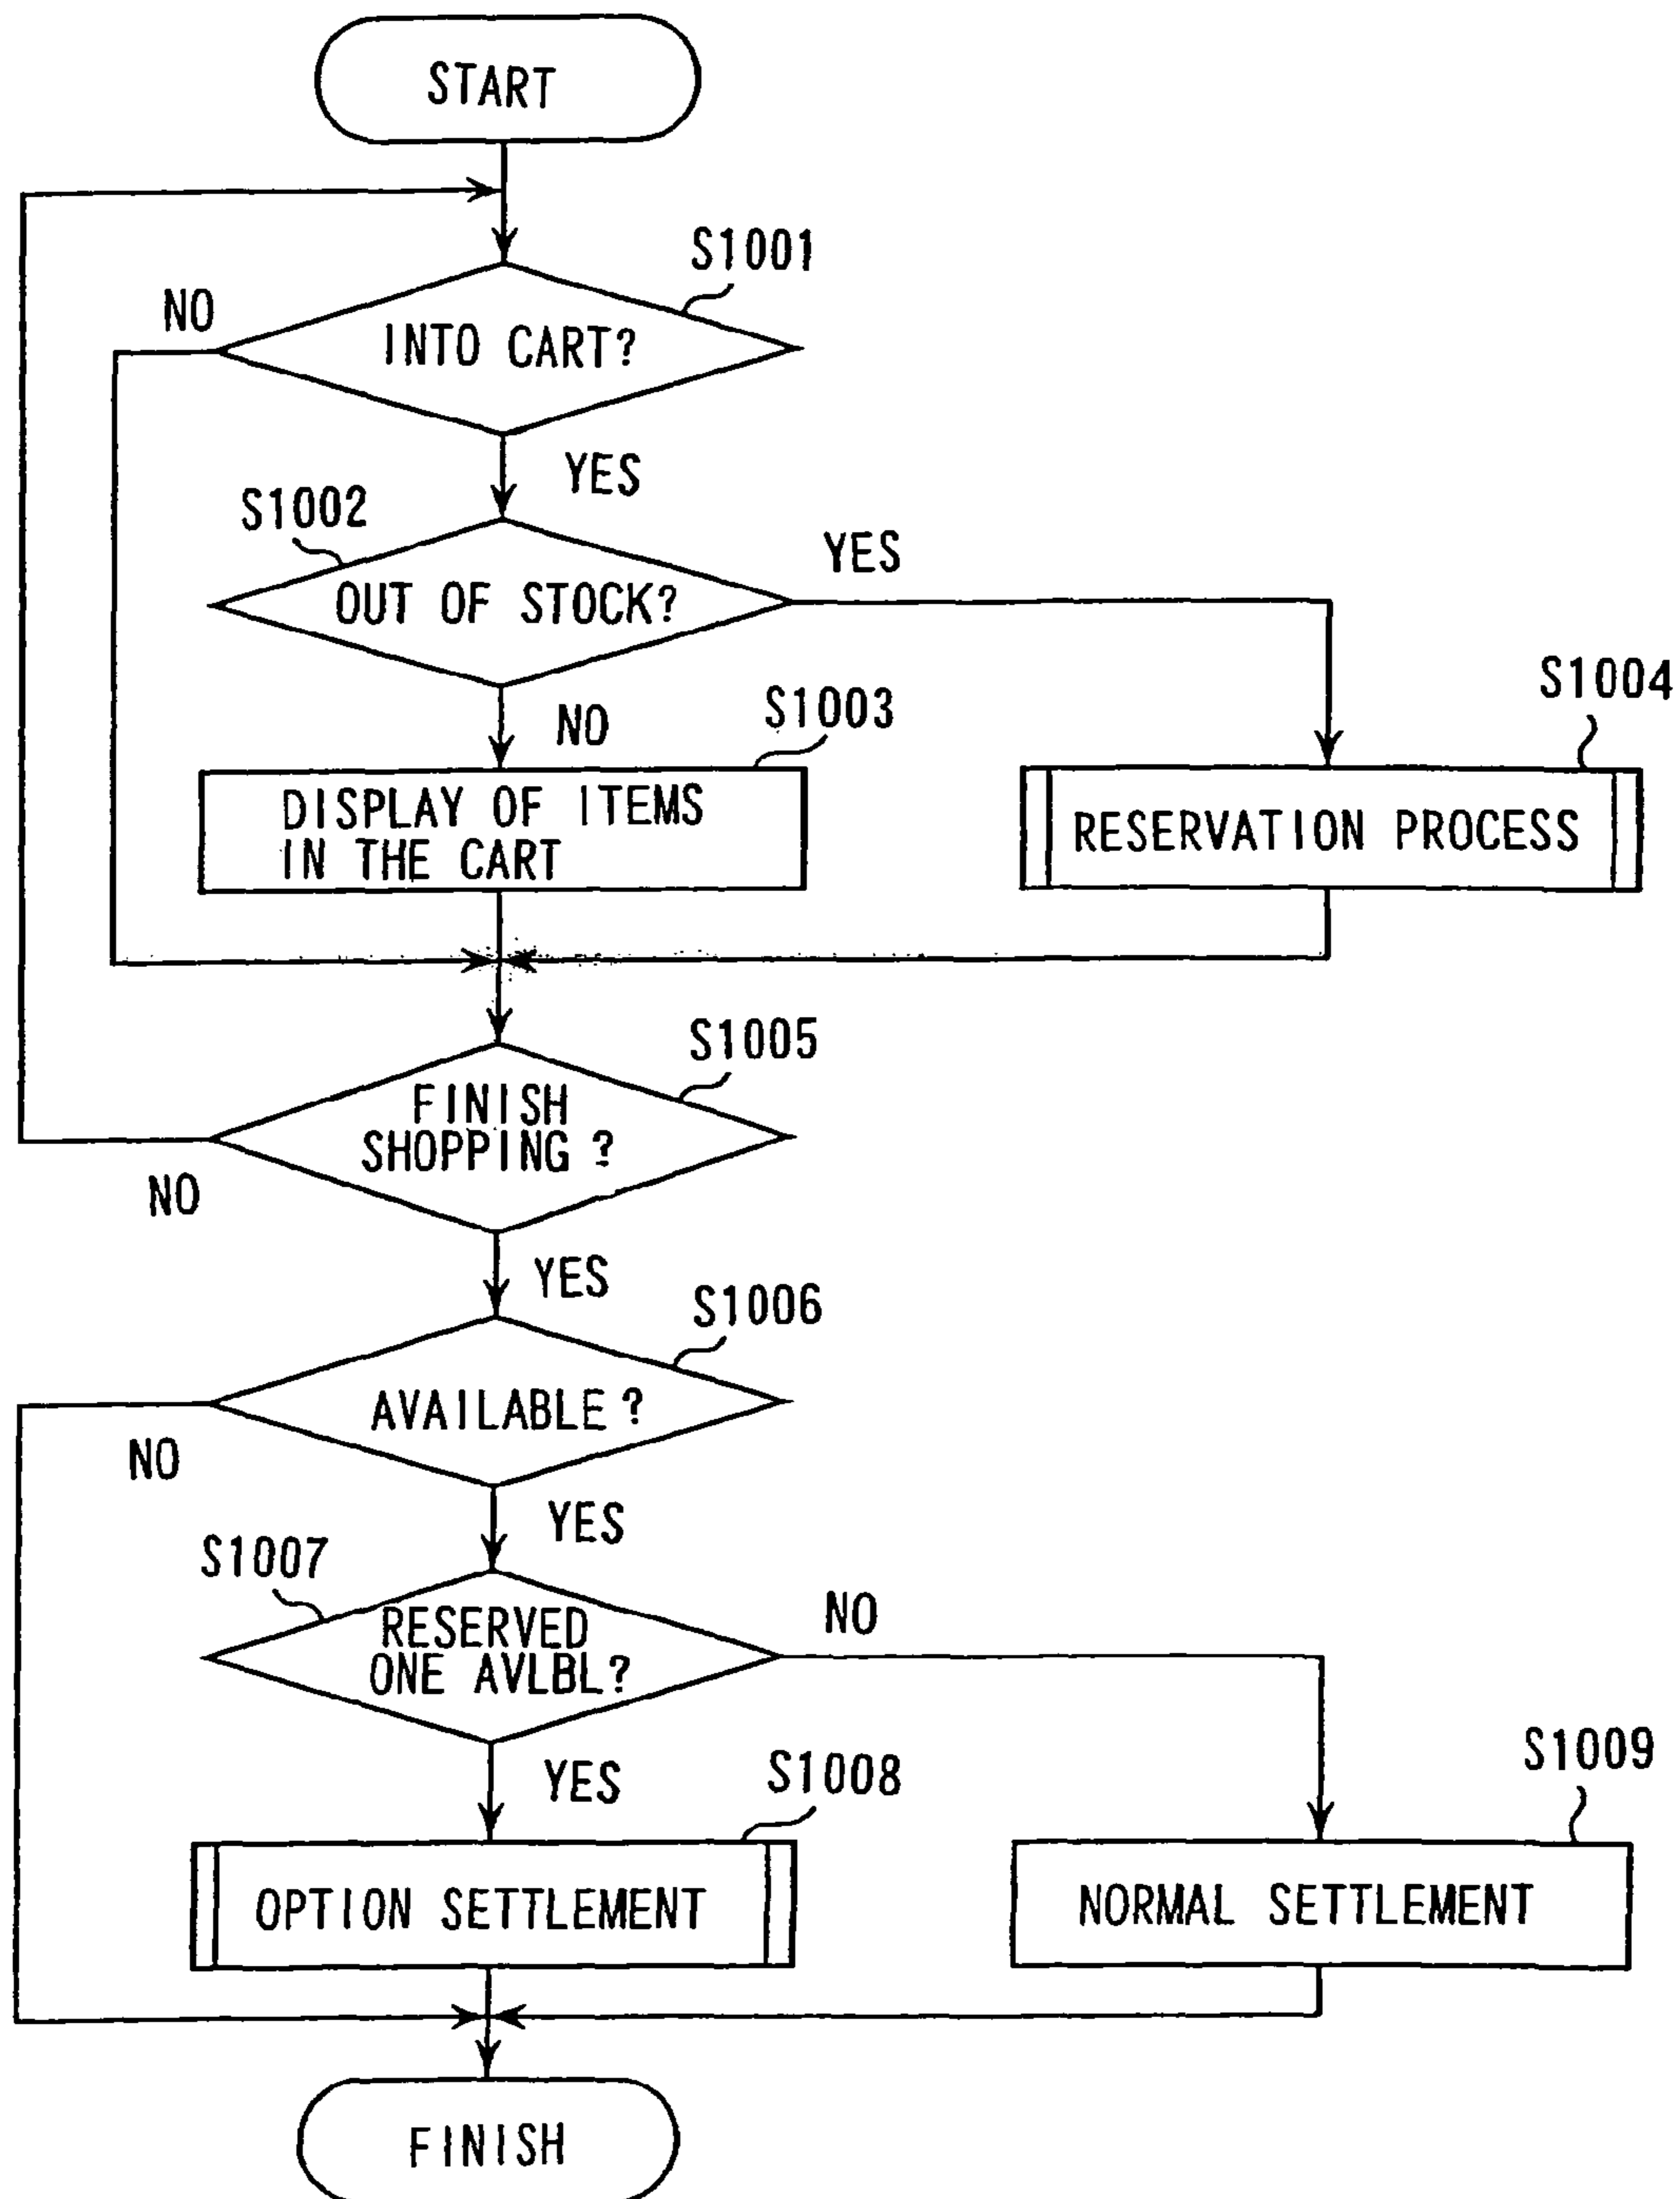 START
S1001
NO
INTO CART?
YES
S1002
YES
OUT OF STOCK?
S1004
S1003
NO
DISPLAY OF ITEMS
IN THE CART
RESERVATION PROCESS
S1005
FINISH
SHOPPING ?
NO
YES
S1006
AVAILABLE ?
NO
YES
S1007
NO
RESERVED
ONE AVLBL?
S1009
S1008
YES
OPTION SETTLEMENT
NORMAL SETTLEMENT
FINISH